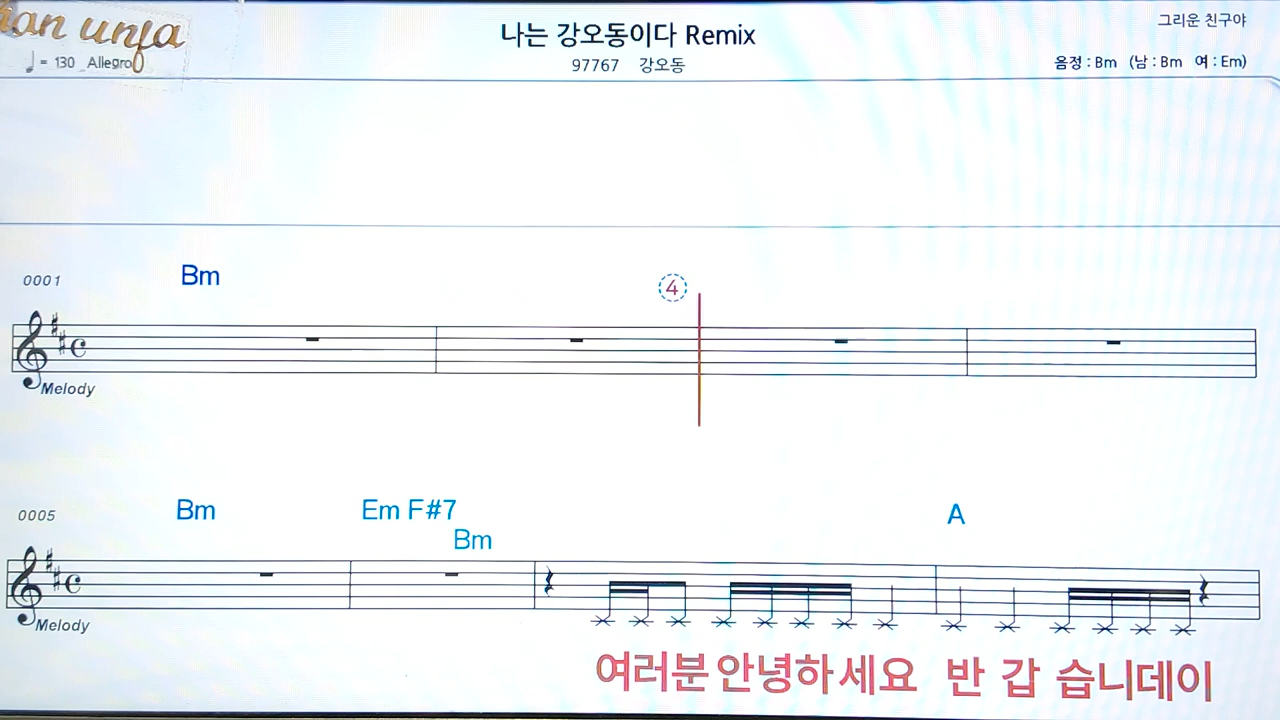 나는 강오동이다 Remix
그리운 친구야
♩ = 130 Allegro
97767 강오동
음정 : Bm (남 : Bm 여 : Em)
0001
Bm
4
Melody
0005
Bm
Em F#7
Bm
A
Melody
여러분 안녕하세요 반 갑 습니데이